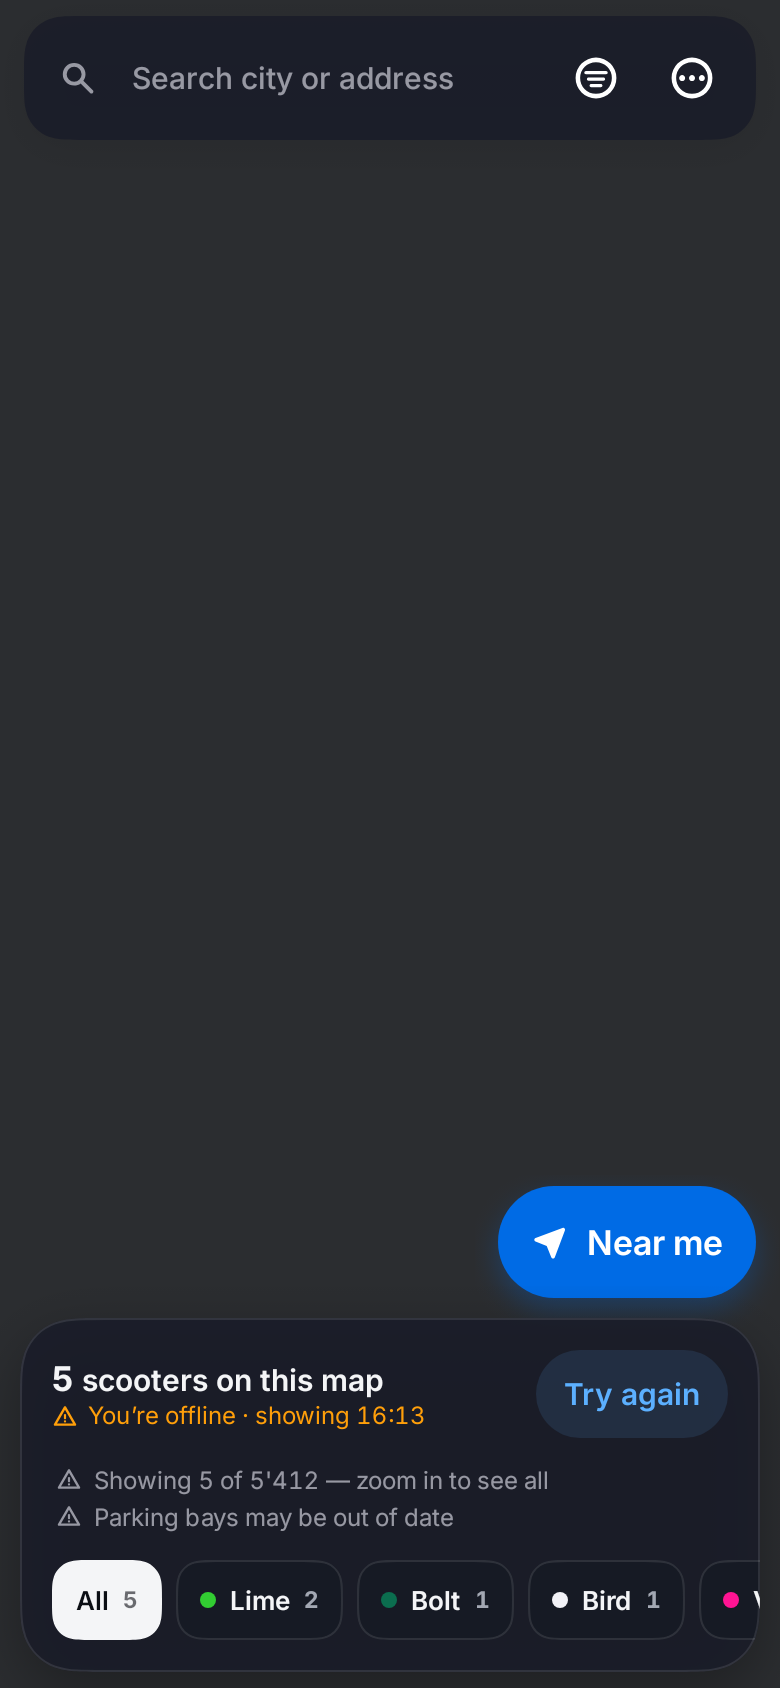 Search city or address
Near me
5 scooters on this map
Try again
You’re offline · showing 16:13
Showing 5 of 5'412 — zoom in to see all
Parking bays may be out of date
All 5
Lime 2
Bolt 1
Bird 1